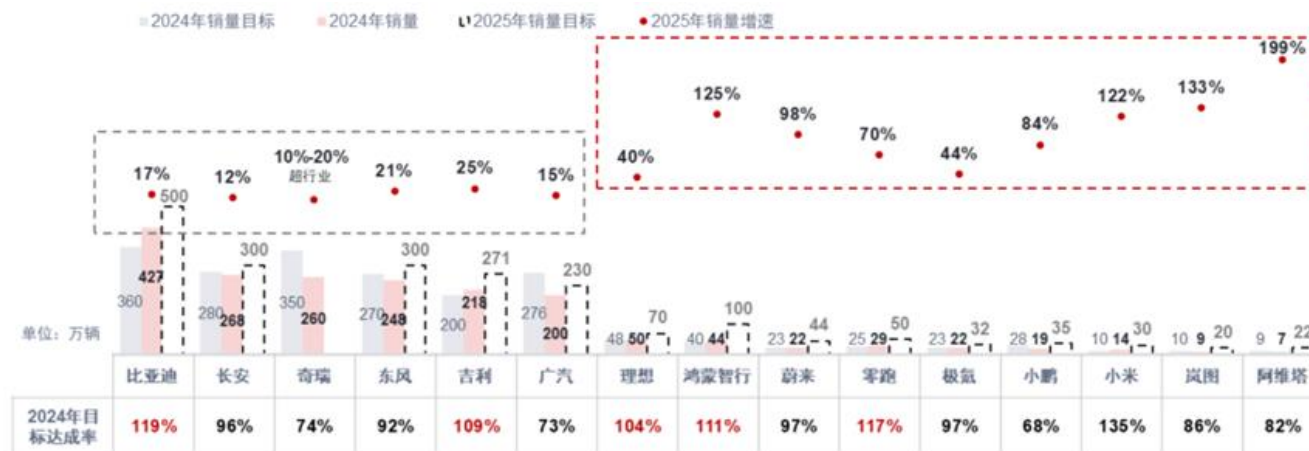 2024年销量目标 2024年销量 2025年销量目标 2025年销量增速
199%
125% 133%
98% 122%
84%
70%
40% 44%
17% 12% 10%-20% 21% 25% 15%
超行业
500 300 300 271 230
360 427 280 268 350 260 270 248 200 218 276 200 48 50 70 40 44 100 23 22 44 25 29 50 23 22 32 28 19 35 10 14 30 10 9 20 9 7 22
单位：万辆
比亚迪 长安 奇瑞 东风 吉利 广汽 理想 鸿蒙智行 蔚来 零跑 极氪 小鹏 小米 岚图 阿维塔
2024年目
标达成率 119% 96% 74% 92% 109% 73% 104% 111% 97% 117% 97% 68% 135% 86% 82%